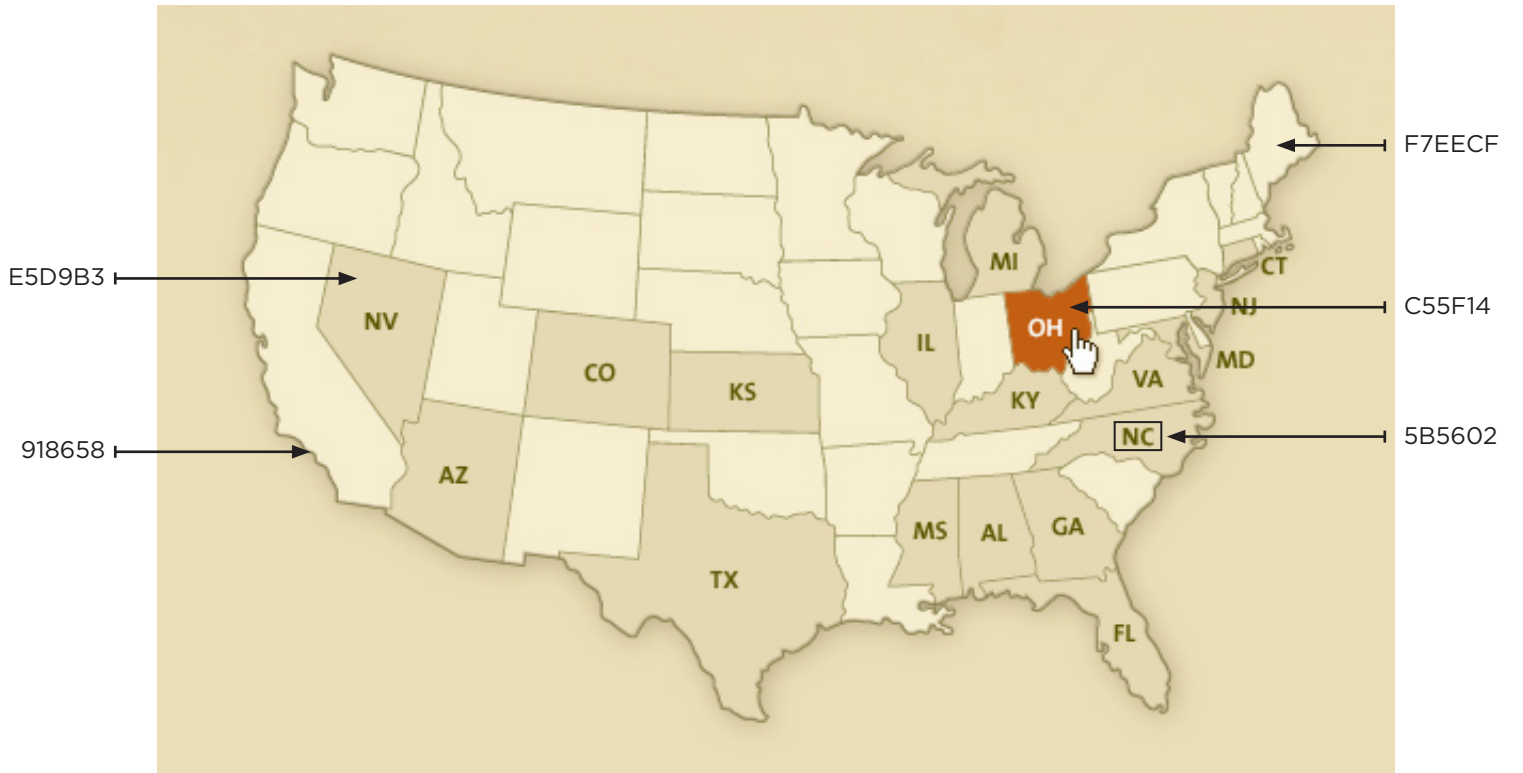 F7EECF
MI
CT
E5D9B3
NJ
C55F14
NV
OH
IL
MD
CO
VA
KS
KY
NC
5B5602
918658
AZ
MS
AL
GA
TX
FL